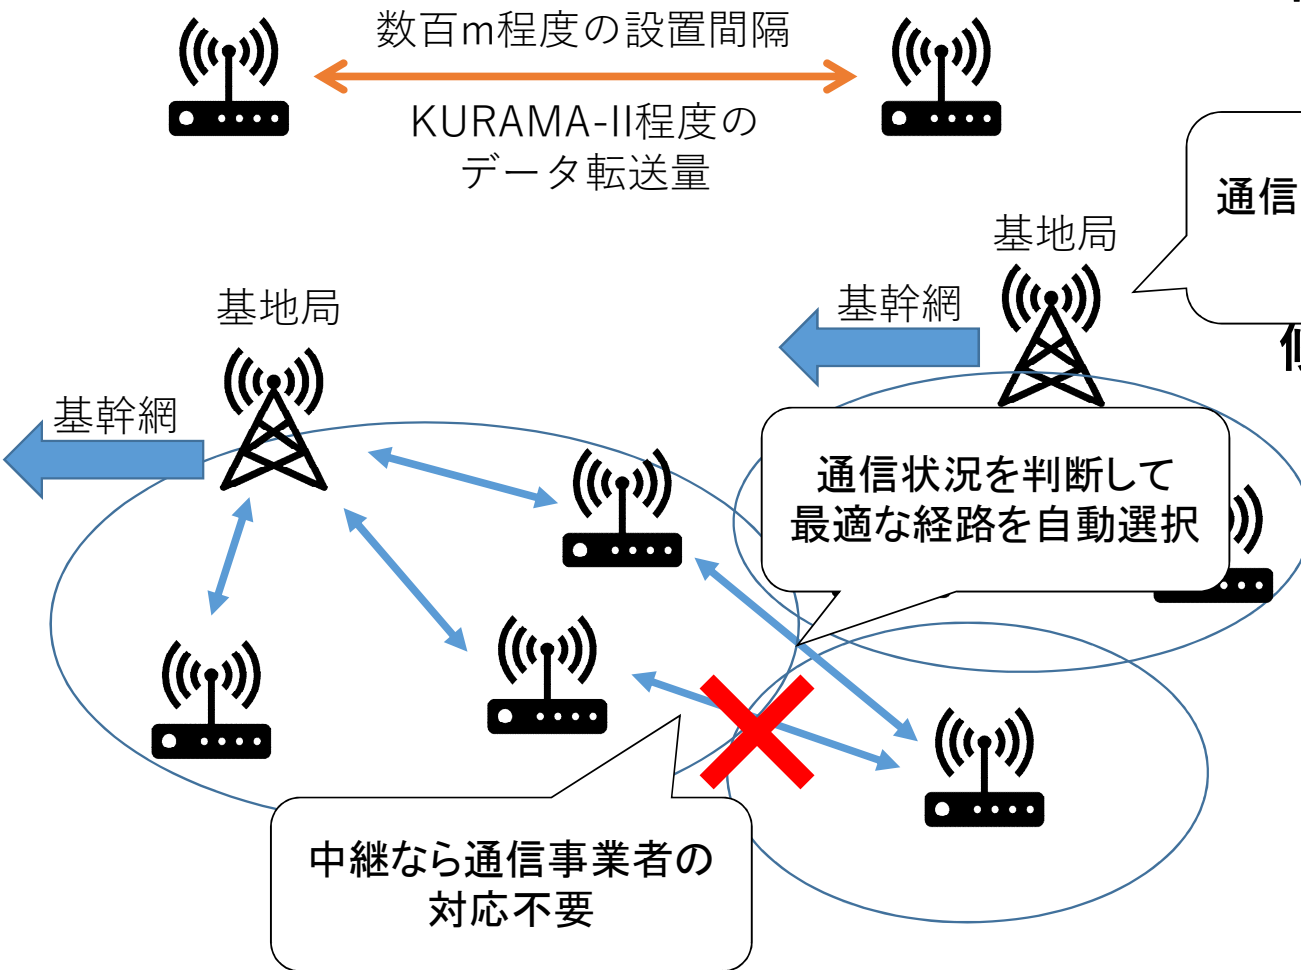 数百m程度の設置間隔
KURAMA-II程度の
データ転送量
通信
基地局
基幹網
基地局
基幹網
通信状況を判断して
最適な経路を自動選択
中継なら通信事業者の
対応不要